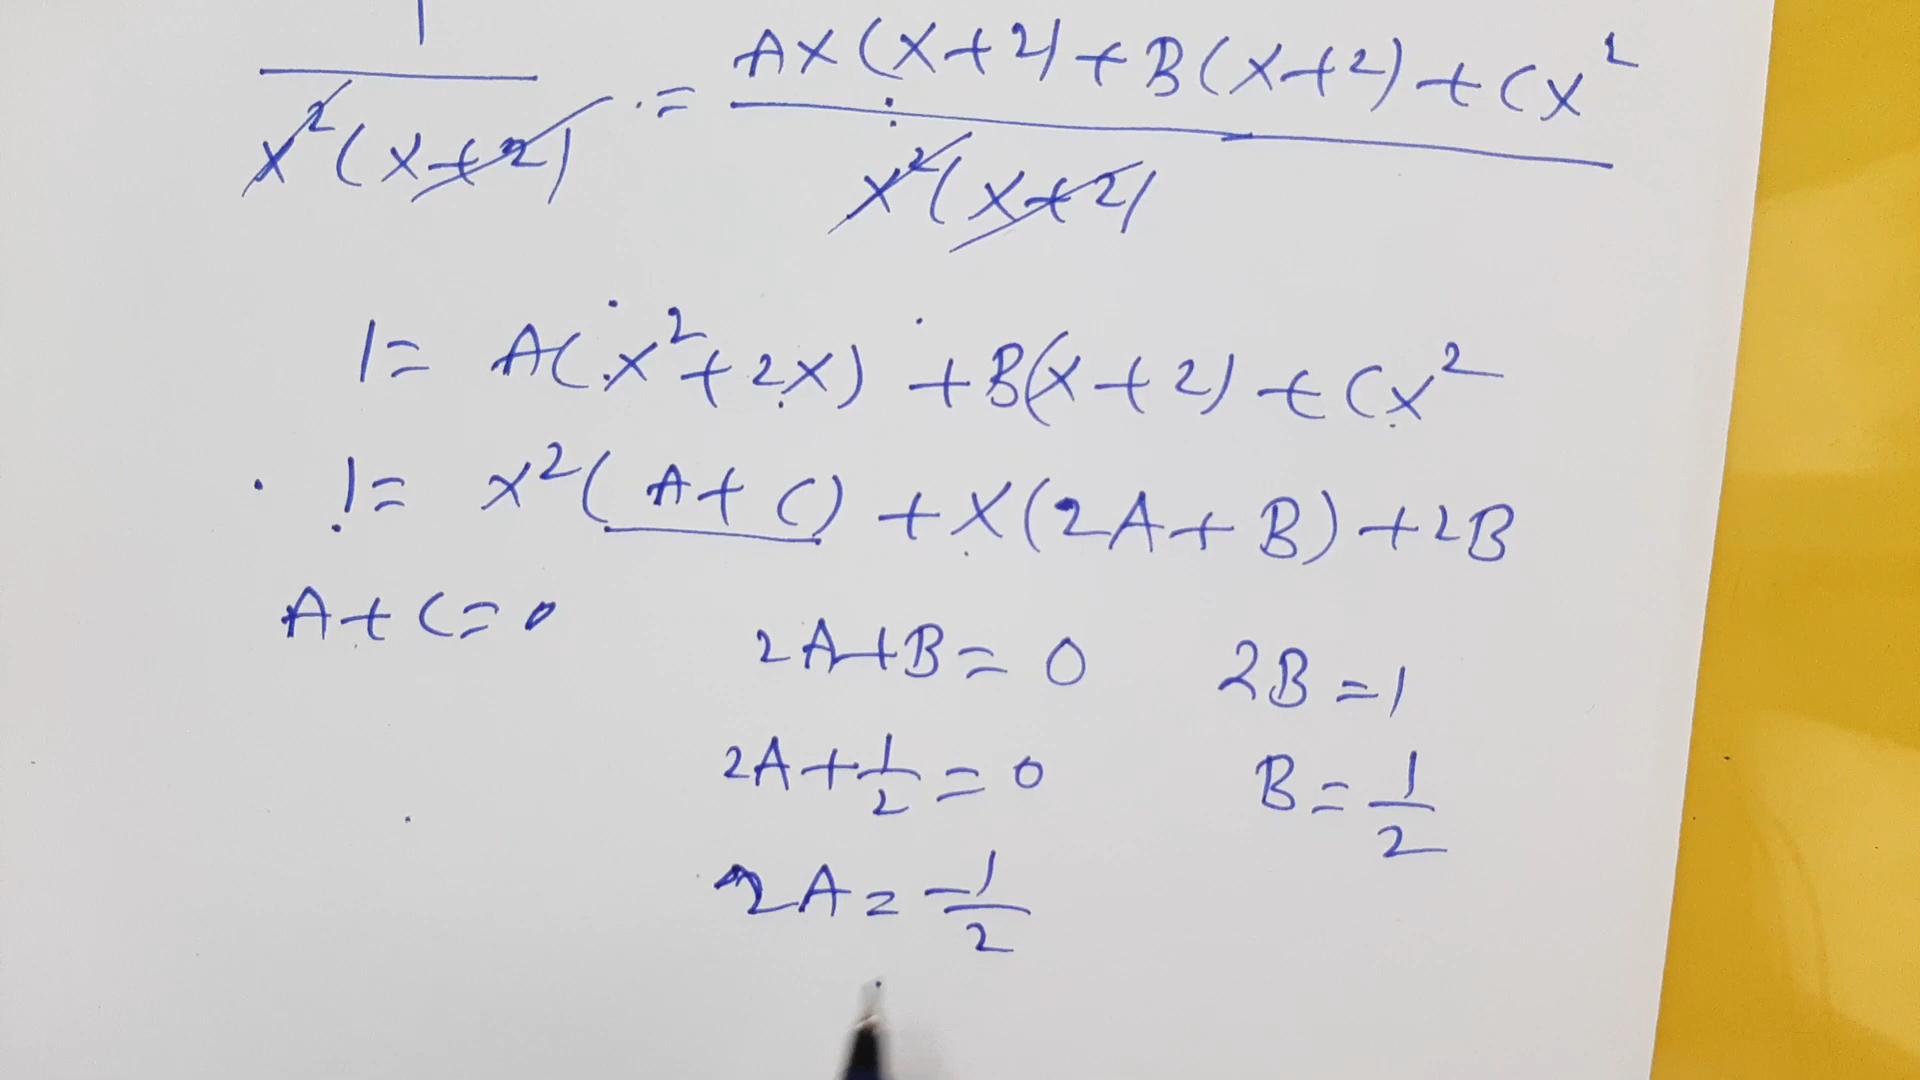 1/x²(x+2) = Ax(x+2)+B(x+2)+Cx²/x²(x+2)
1= A(x²+2x)+B(x+2)+Cx²
1= x²(A+C)+x(2A+B)+2B
A+C=0 2A+B=0 2B=1
2A+1/2=0 B=1/2
2A=-1/2